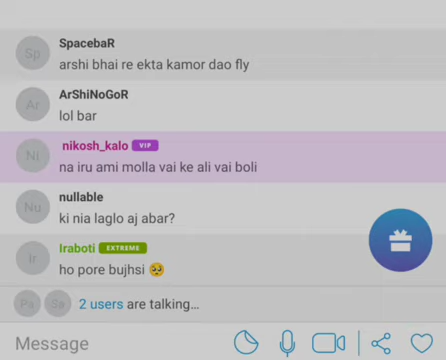 Sp
SpacebaR
arshi bhai re ekta kamor dao fly
Ar
ArShiNoGoR
lol bar
Ni
nikosh_kalo VIP
na iru ami molla vai ke ali vai boli
Nu
nullable
ki nia laglo aj abar?
Ir
Iraboti EXTREME
ho pore bujhsi 🥺
Pa Sa 2 users are talking...
Message